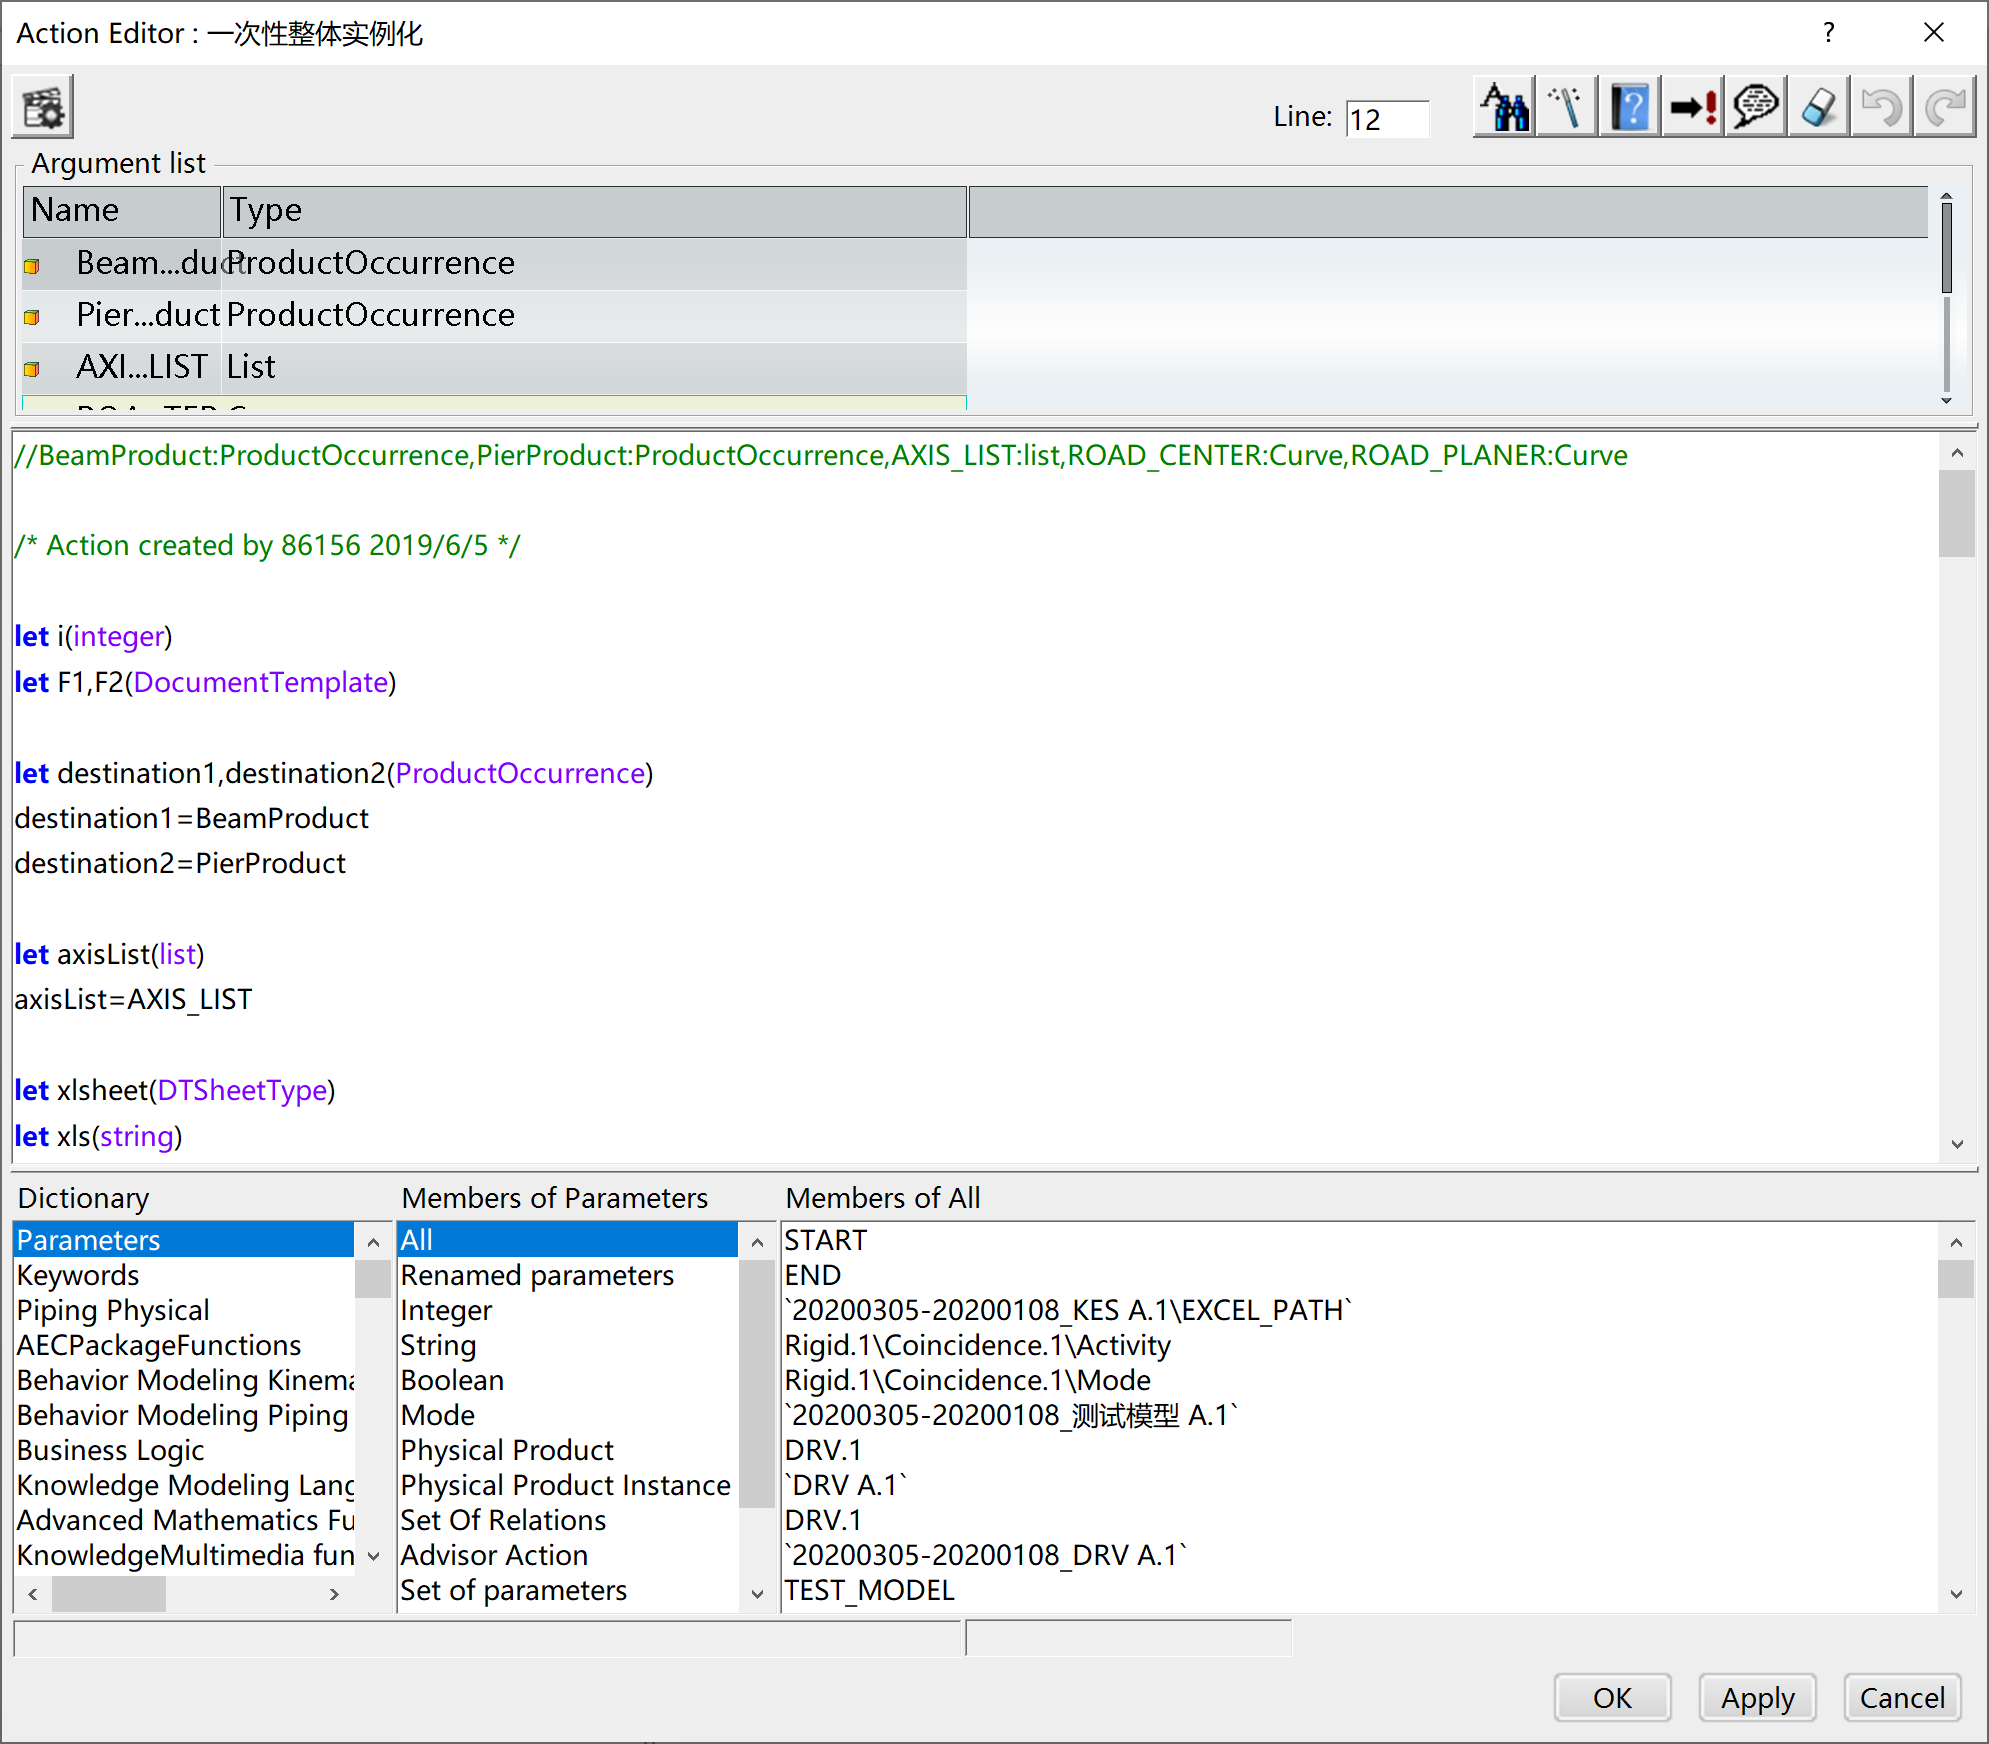 Action Editor : 一次性整体实例化
?
Line: 12
Argument list
Name Type
Beam...duct ProductOccurrence
Pier...duct ProductOccurrence
AXI...LIST List
//BeamProduct:ProductOccurrence,PierProduct:ProductOccurrence,AXIS_LIST:list,ROAD_CENTER:Curve,ROAD_PLANER:Curve
/* Action created by 86156 2019/6/5 */
let i(integer)
let F1,F2(DocumentTemplate)
let destination1,destination2(ProductOccurrence)
destination1=BeamProduct
destination2=PierProduct
let axisList(list)
axisList=AXIS_LIST
let xlsheet(DTSheetType)
let xls(string)
Dictionary
Parameters
Keywords
Piping Physical
AECPackageFunctions
Behavior Modeling Kinema
Behavior Modeling Piping
Business Logic
Knowledge Modeling Lang
Advanced Mathematics Fu
KnowledgeMultimedia fun
Members of Parameters
All
Renamed parameters
Integer
String
Boolean
Mode
Physical Product
Physical Product Instance
Set Of Relations
Advisor Action
Set of parameters
Members of All
START
END
`20200305-20200108_KES A.1\EXCEL_PATH`
Rigid.1\Coincidence.1\Activity
Rigid.1\Coincidence.1\Mode
`20200305-20200108_测试模型 A.1`
DRV.1
`DRV A.1`
DRV.1
`20200305-20200108_DRV A.1`
TEST_MODEL
OK Apply Cancel